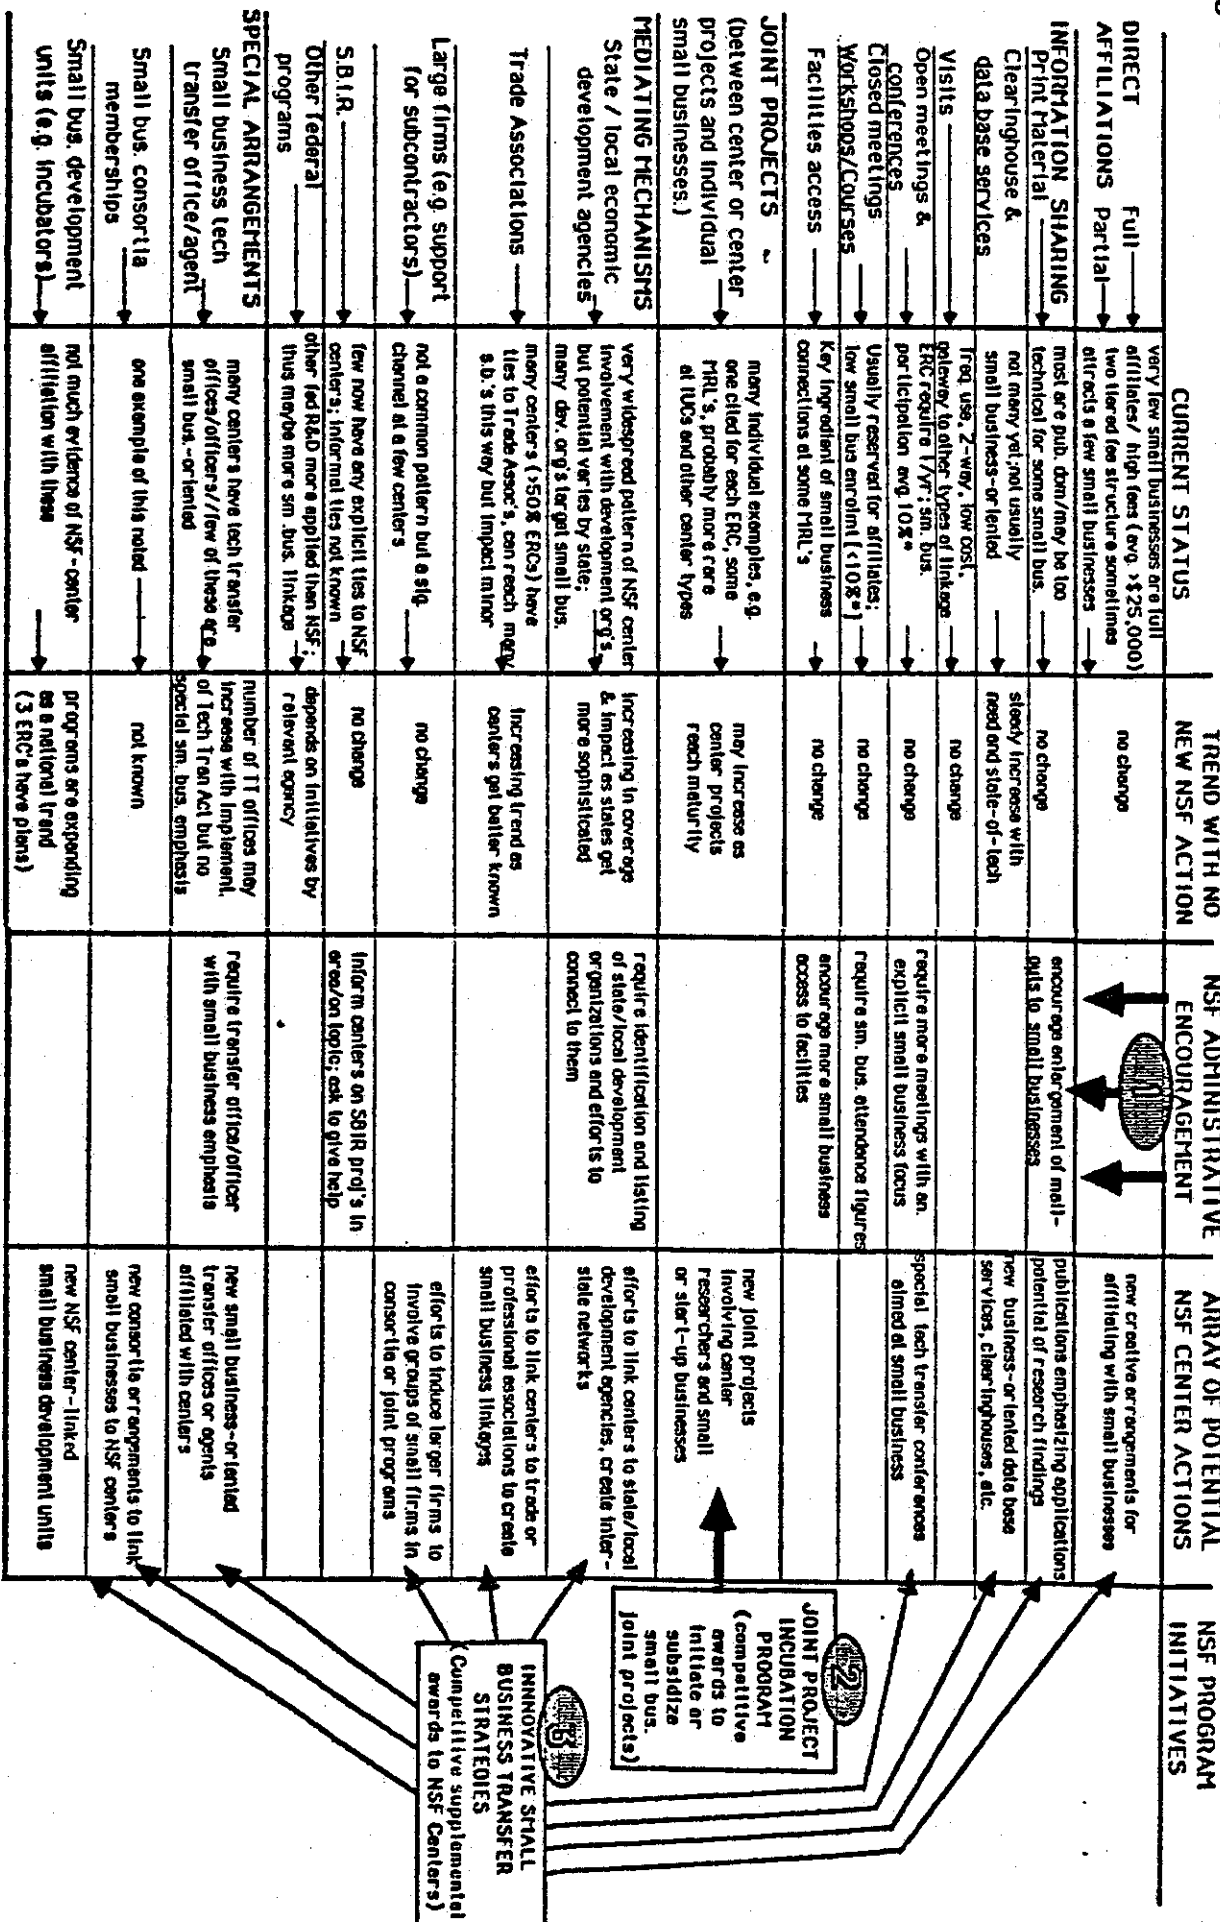 CURRENT STATUS
TREND WITH NO
NEW NSF ACTION
NSF ADMINISTRATIVE
ENCOURAGEMENT
ARRAY OF POTENTIAL
NSF CENTER ACTIONS
NSF PROGRAM
INITIATIVES
DIRECT Full
AFFILIATIONS Partial
very few small businesses are full
affiliates/ high fees (avg. >$25,000)
two tiered fee structure sometimes
attracts a few small businesses
no change
1
new creative arrangements for
affiliating with small businesses
INFORMATION SHARING
Print Material
most are pub. dom/may be too
technical for some small bus.
no change
encourage enlargement of mail-
outs to small businesses
publications emphasizing applications
potential of research findings
Clearinghouse &
data base services
not many yet;not usually
small business-oriented
steady increase with
need and state-of-tech
new business-oriented data base
services, clearinghouses, etc.
Visits
freq. use, 2-way, low cost,
gateway to other types of linkage
no change
Open meetings &
conferences
ERC require 1/yr; sm. bus.
participation avg. 10%*
no change
require more meetings with an
explicit small business focus
special tech transfer conferences
aimed at small business
Closed meetings
Workshops/Courses
Usually reserved for affiliates;
low small bus enrolmt (<10%*)
no change
require sm. bus. attendance figures
Facilities access
Key ingredient of small business
connections at some MRL's
no change
encourage more small business
access to facilities
JOINT PROJECTS ~
(between center or center
projects and individual
small businesses.)
many individual examples, e.g.
one cited for each ERC, some
MRL's, probably more rare
at IUCs and other center types
may increase as
center projects
reach maturity
new joint projects
involving center
researchers and small
or start-up businesses
2
JOINT PROJECT
INCUBATION
PROGRAM
(competitive
awards to
initiate or
subsidize
small bus.
joint projects)
MEDIATING MECHANISMS
State / local economic
development agencies
very widespread pattern of NSF center
involvement with development org's,
but potential varies by state;
many dev. org's target small bus.
increasing in coverage
& impact as states get
more sophisticated
require identification and listing
of state/local development
organizations and efforts to
connect to them
efforts to link centers to state/local
development agencies, create inter-
state networks
Trade Associations
many centers (>50% ERCs) have
ties to Trade Assoc's, can reach many
s.b.'s this way but impact minor
increasing trend as
centers get better known
efforts to link centers to trade or
professional associations to create
small business linkages
3
INNNOVATIVE SMALL
BUSINESS TRANSFER
STRATEGIES
(Competitive supplemental
awards to NSF Centers)
Large firms (e.g. support
for subcontractors)
not a common pattern but a sig.
channel at a few centers
no change
efforts to induce larger firms to
involve groups of small firms in
consortia or joint programs
S.B.I.R.
few now have any explicit ties to NSF
centers; informal ties not known
no change
inform centers on SBIR proj's in
area/on topic; ask to give help
Other federal
programs
other fed R&D more applied than NSF;
thus maybe more sm .bus. linkage
depends on initiatives by
relevant agency
SPECIAL ARRANGEMENTS
Small business tech
transfer office/agent
many centers have tech transfer
offices/officers//few of these are
small bus.-oriented
number of TT offices may
increase with implement.
of Tech Tran Act but no
special sm. bus. emphasis
require transfer office/officer
with small business emphasis
new small business-oriented
transfer offices or agents
affiliated with centers
Small bus. consortia
memberships
one example of this noted
not known
new consortia arrangements to link
small businesses to NSF centers
Small bus. development
units (e.g. incubators)
not much evidence of NSF-center
affiliation with these
programs are expanding
as a national trend
(3 ERC's have plans)
new NSF center-linked
small business development units